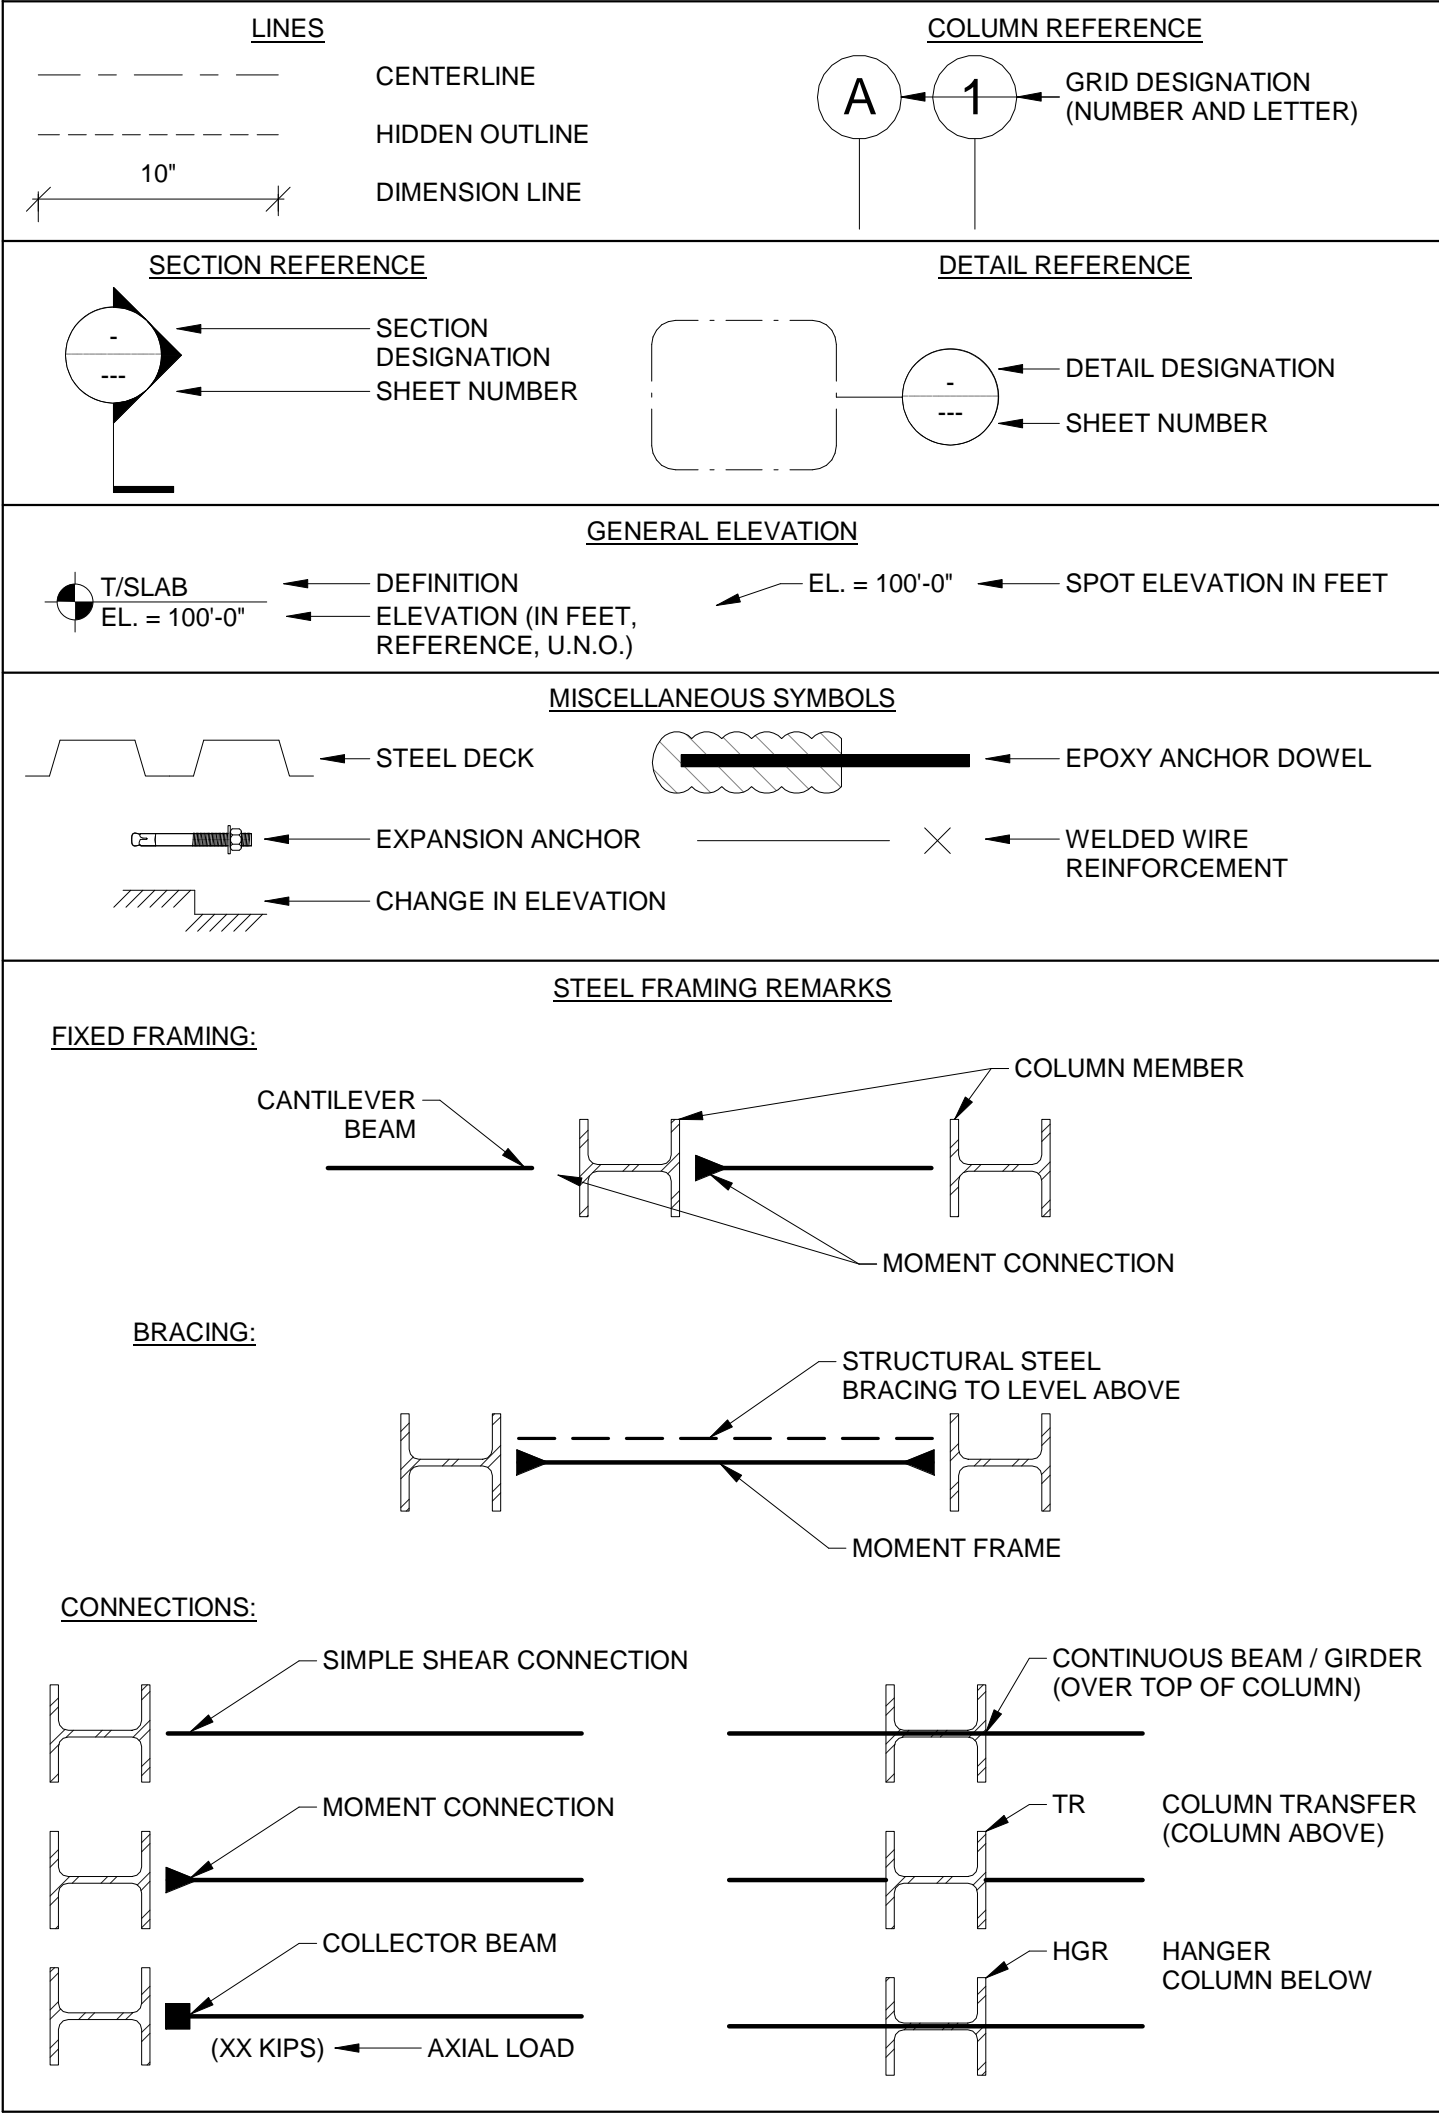 LINES
CENTERLINE
HIDDEN OUTLINE
10"
DIMENSION LINE
COLUMN REFERENCE
A
1
GRID DESIGNATION
(NUMBER AND LETTER)
SECTION REFERENCE
-
---
SECTION
DESIGNATION
SHEET NUMBER
DETAIL REFERENCE
-
---
DETAIL DESIGNATION
SHEET NUMBER
GENERAL ELEVATION
T/SLAB
EL. = 100'-0"
DEFINITION
ELEVATION (IN FEET,
REFERENCE, U.N.O.)
EL. = 100'-0"
SPOT ELEVATION IN FEET
MISCELLANEOUS SYMBOLS
STEEL DECK
EPOXY ANCHOR DOWEL
EXPANSION ANCHOR
WELDED WIRE
REINFORCEMENT
CHANGE IN ELEVATION
STEEL FRAMING REMARKS
FIXED FRAMING:
CANTILEVER
BEAM
COLUMN MEMBER
MOMENT CONNECTION
BRACING:
STRUCTURAL STEEL
BRACING TO LEVEL ABOVE
MOMENT FRAME
CONNECTIONS:
SIMPLE SHEAR CONNECTION
CONTINUOUS BEAM / GIRDER
(OVER TOP OF COLUMN)
MOMENT CONNECTION
TR
COLUMN TRANSFER
(COLUMN ABOVE)
COLLECTOR BEAM
(XX KIPS)
AXIAL LOAD
HGR
HANGER
COLUMN BELOW